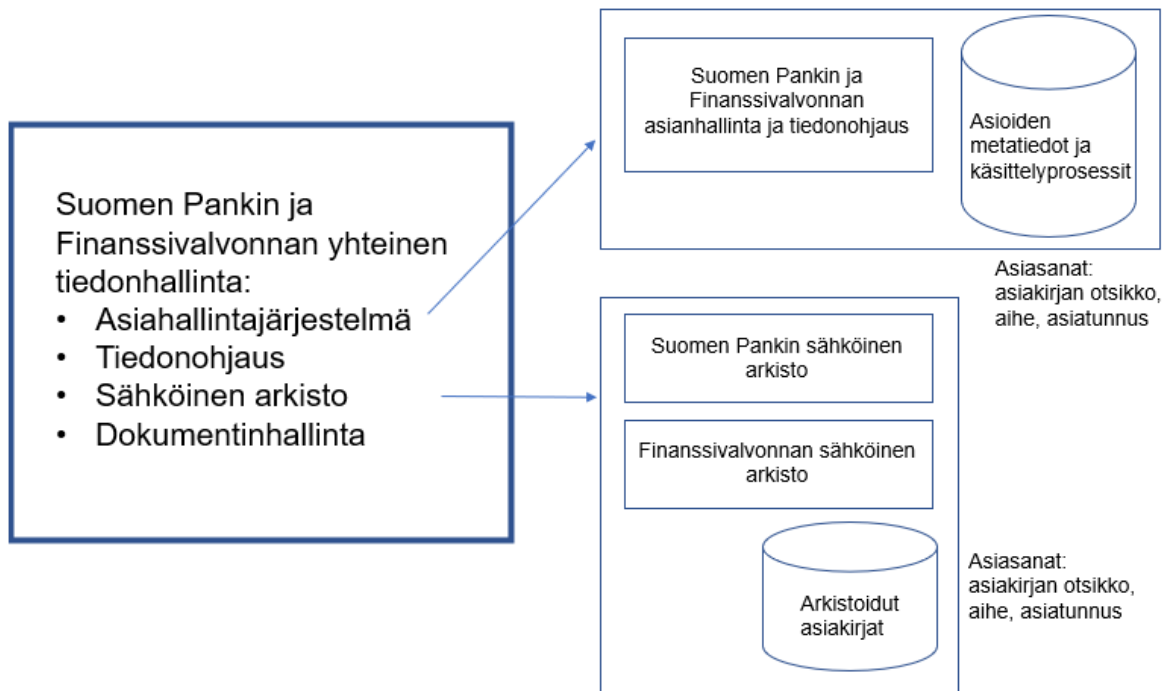 Suomen Pankin ja
Finanssivalvonnan yhteinen
tiedonhallinta:
• Asiahallintajärjestelmä
• Tiedonohjaus
• Sähköinen arkisto
• Dokumentinhallinta
Suomen Pankin ja
Finanssivalvonnan
asianhallinta ja tiedonohjaus
Asioiden
metatiedot ja
käsittelyprosessit
Asiasanat:
asiakirjan otsikko,
aihe, asiatunnus
Suomen Pankin sähköinen
arkisto
Finanssivalvonnan sähköinen
arkisto
Arkistoidut
asiakirjat
Asiasanat:
asiakirjan otsikko,
aihe, asiatunnus